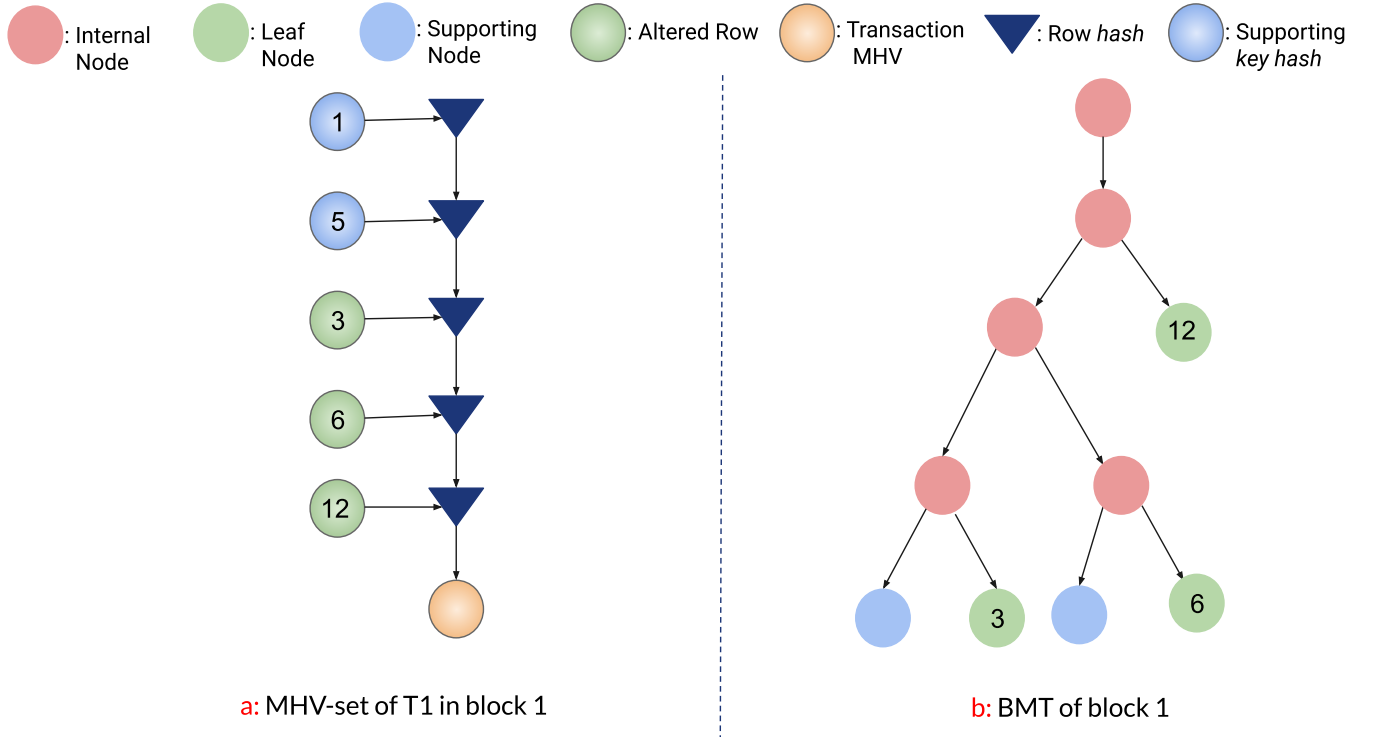 : Internal
Node
: Leaf
Node
: Supporting
Node
: Altered Row
: Transaction
MHV
: Row hash
: Supporting
key hash
1
5
3
6
12
a: MHV-set of T1 in block 1
12
3
6
b: BMT of block 1